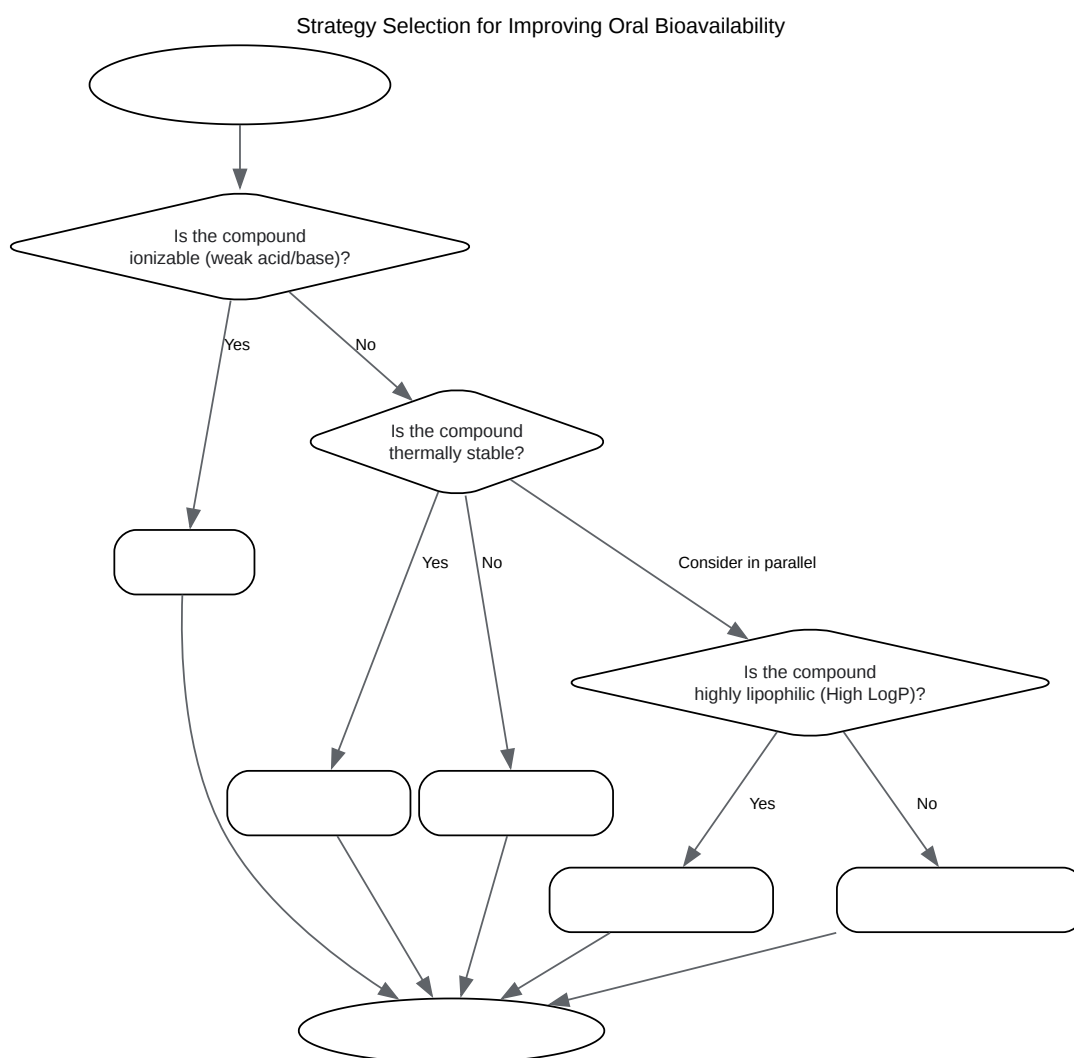 Strategy Selection for Improving Oral Bioavailability
Is the compound
ionizable (weak acid/base)?
Yes
No
Is the compound
thermally stable?
Yes
No
Consider in parallel
Is the compound
highly lipophilic (High LogP)?
Yes
No